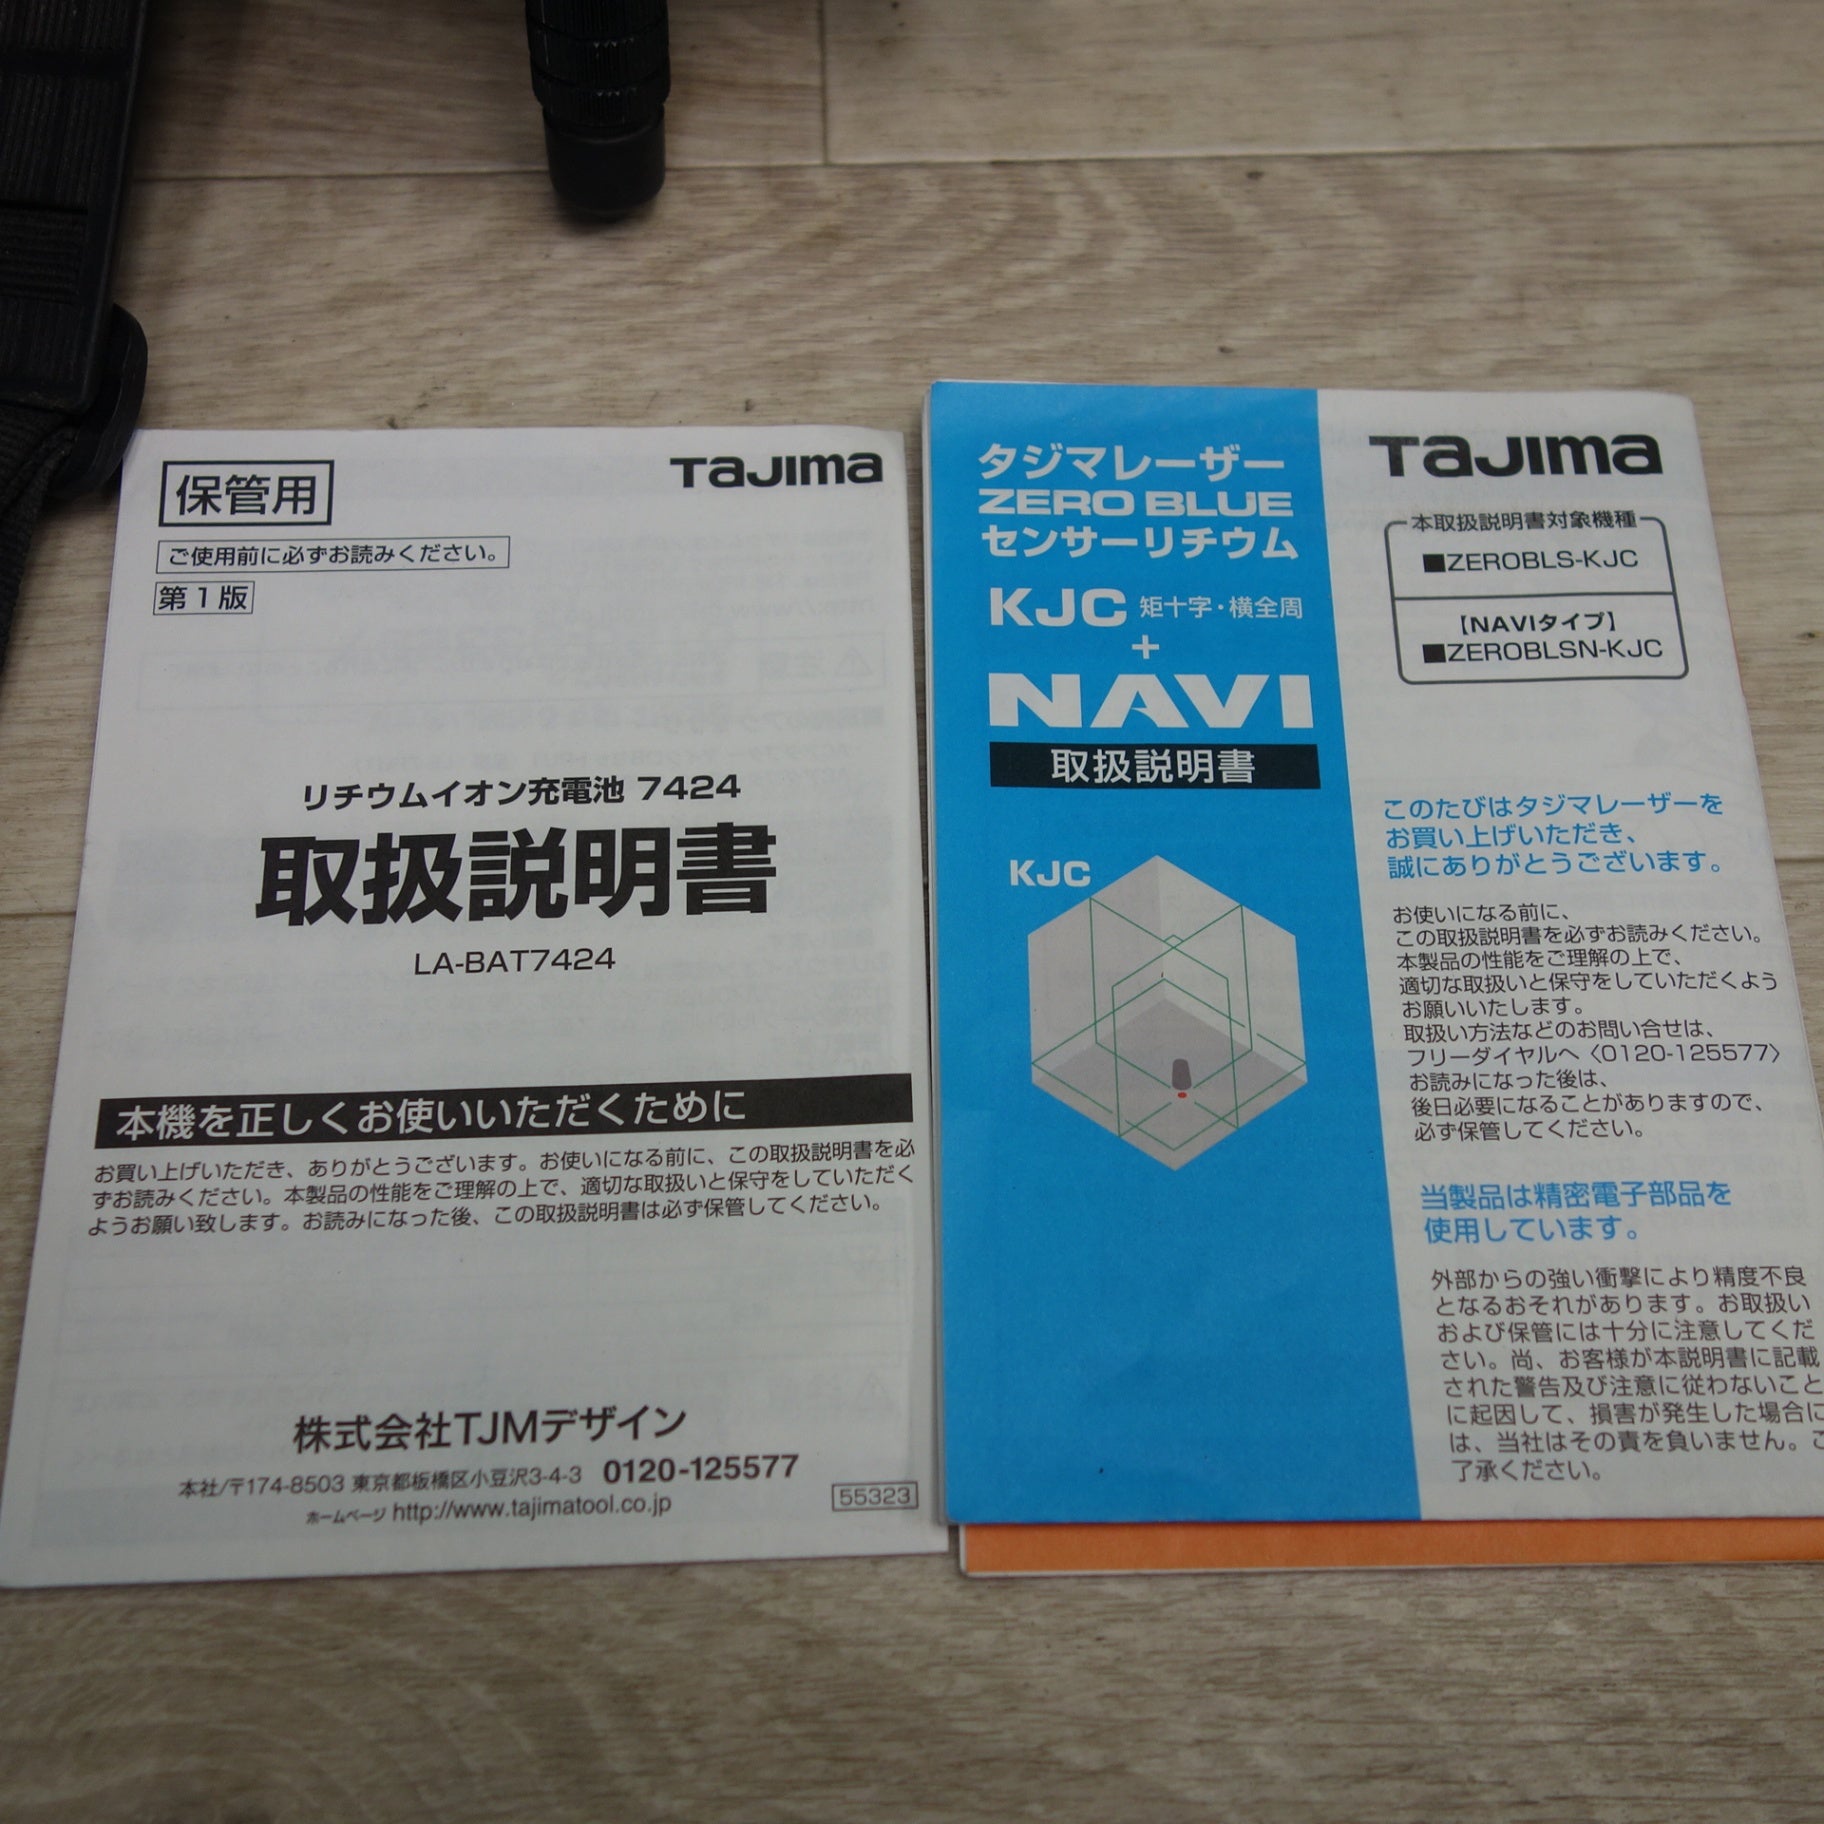 保管用
TaJIma
ご使用前に必ずお読みください。
第1版
リチウムイオン充電池 7424
取扱説明書
LA-BAT7424
本機を正しくお使いいただくために
お買い上げいただき、ありがとうございます。お使いになる前に、この取扱説明書を必
ずお読みください。本製品の性能をご理解の上で、適切な取扱いと保守をしていただく
ようお願い致します。お読みになった後、この取扱説明書は必ず保管してください。
株式会社TJMデザイン
本社/〒174-8503 東京都板橋区小豆沢3-4-3 0120-125577
ホームページ http://www.tajimatool.co.jp
55323
タジマレーザー
ZERO BLUE
センサーリチウム
KJC 矩十字・横全周
+
NAVI
取扱説明書
KJC
TaJIma
本取扱説明書対象機種
■ZEROBLS-KJC
【NAVIタイプ】
■ZEROBLSN-KJC
このたびはタジマレーザーを
お買い上げいただき、
誠にありがとうございます。
お使いになる前に、
この取扱説明書を必ずお読みください。
本製品の性能をご理解の上で、
適切な取扱いと保守をしていただくよう
お願いいたします。
取扱い方法などのお問い合せは、
フリーダイヤルへ〈0120-125577〉
お読みになった後は、
後日必要になることがありますので、
必ず保管してください。
当製品は精密電子部品を
使用しています。
外部からの強い衝撃により精度不良
となるおそれがあります。お取扱い
および保管には十分に注意してくだ
さい。尚、お客様が本説明書に記載
された警告及び注意に従わないこと
に起因して、損害が発生した場合に
は、当社はその責を負いません。ご
了承ください。